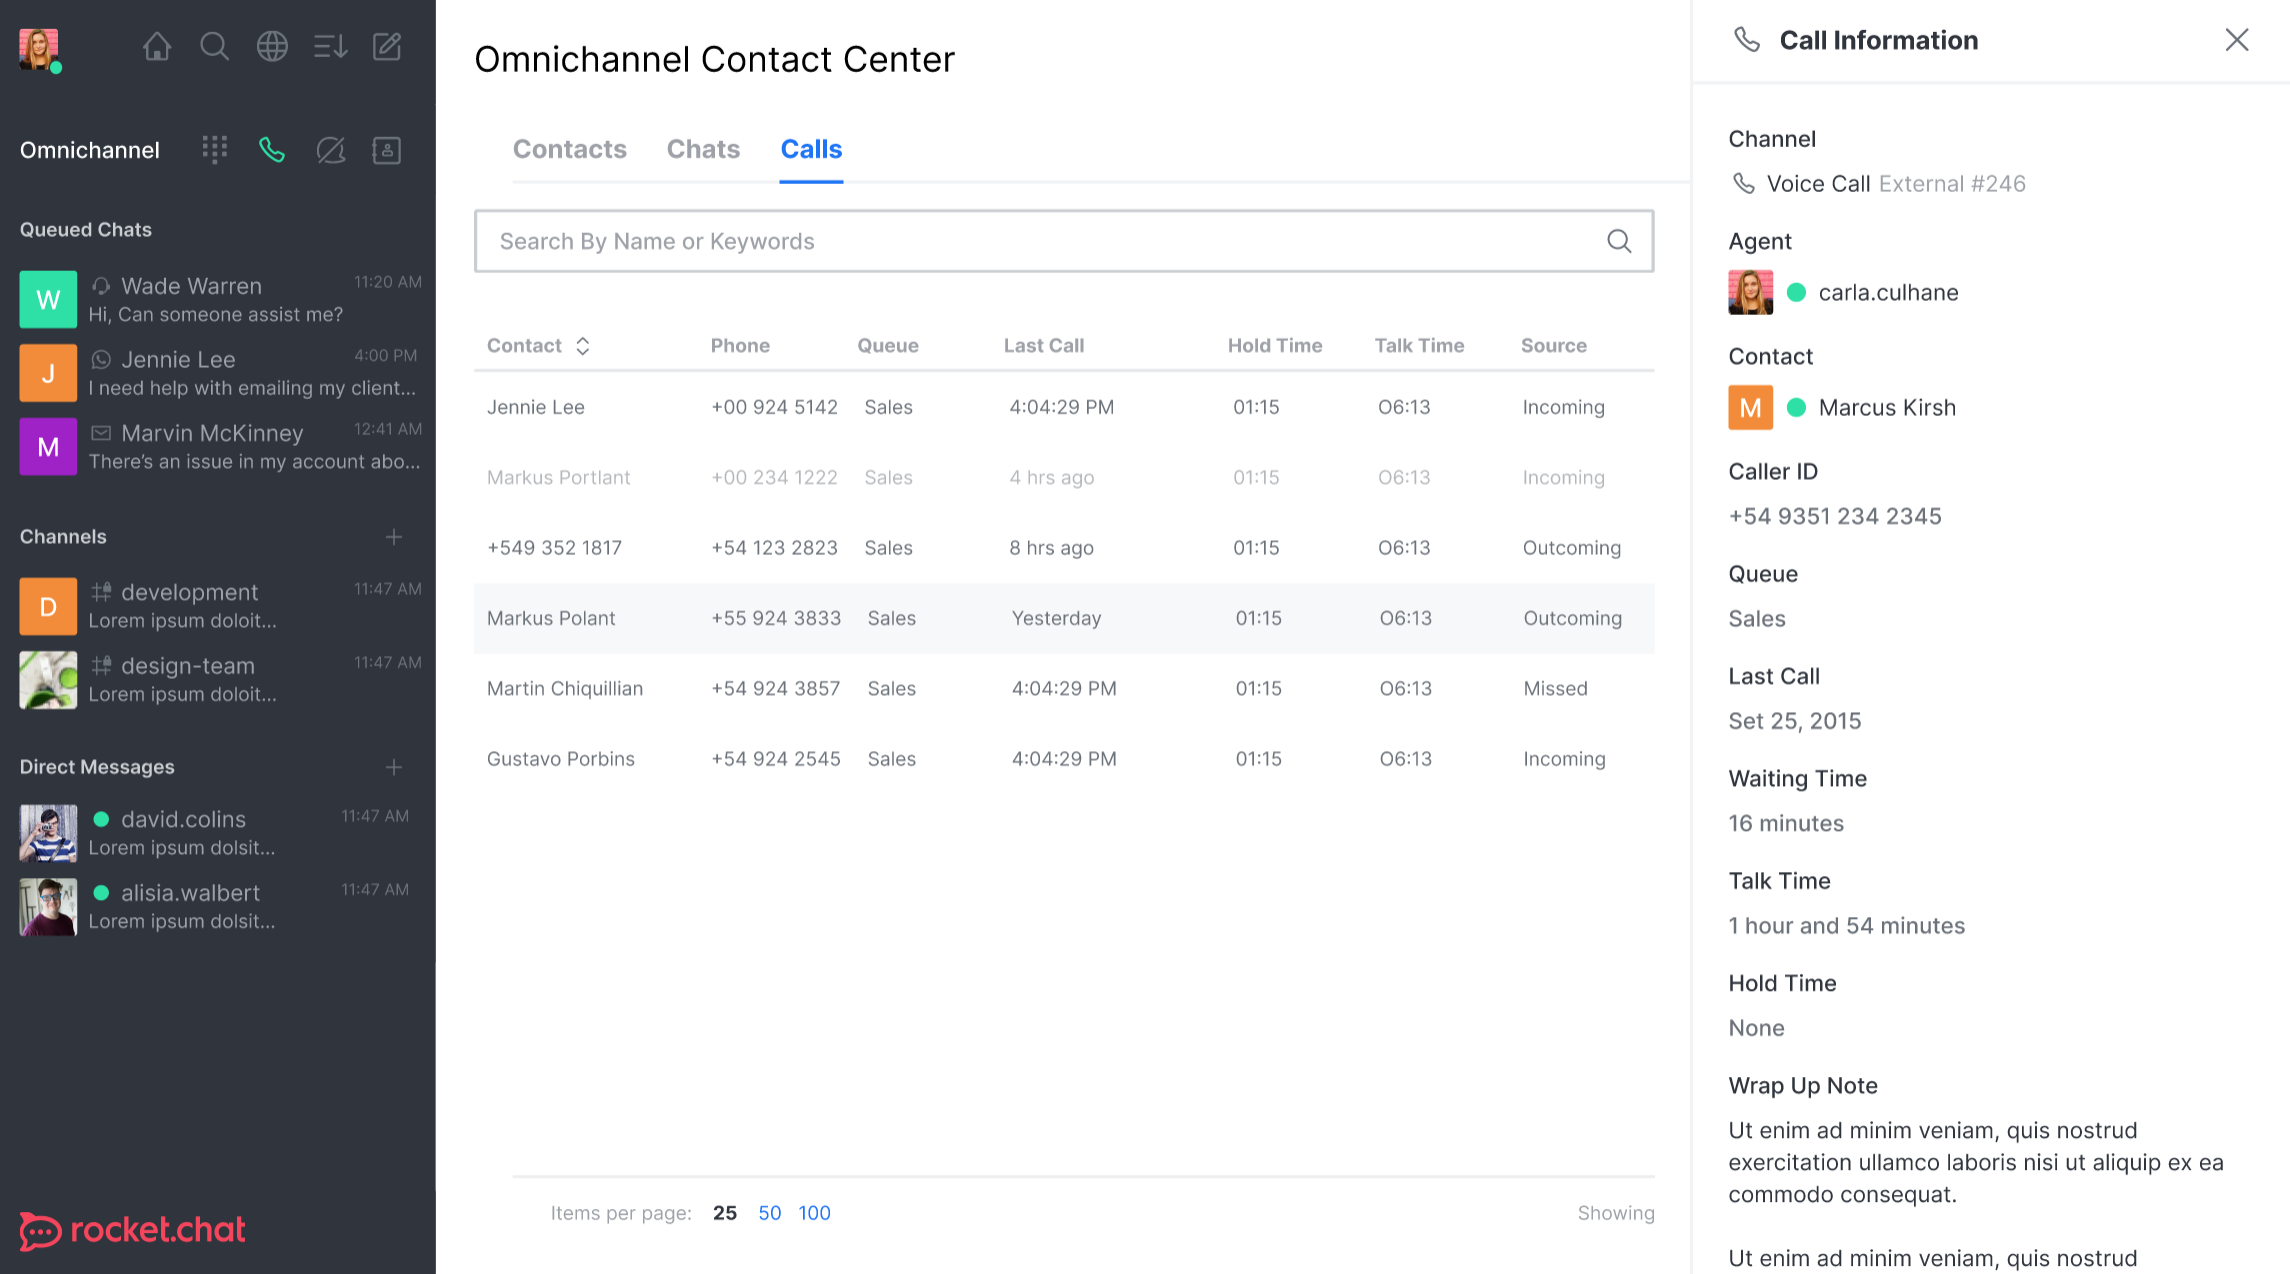 Omnichannel
Queued Chats
W
Wade Warren
11:20 AM
Hi, Can someone assist me?
J
Jennie Lee
4:00 PM
I need help with emailing my client...
M
Marvin McKinney
12:41 AM
There's an issue in my account abo...
Channels
D
development
11:47 AM
Lorem ipsum doloit...
design-team
11:47 AM
Lorem ipsum doloit...
Direct Messages
david.colins
11:47 AM
Lorem ipsum dolsit...
alisia.walbert
11:47 AM
Lorem ipsum dolsit...
rocket.chat
Omnichannel Contact Center
Contacts Chats Calls
Search By Name or Keywords
Contact Phone Queue Last Call Hold Time Talk Time Source
Jennie Lee +00 924 5142 Sales 4:04:29 PM 01:15 O6:13 Incoming
Markus Portlant +00 234 1222 Sales 4 hrs ago 01:15 O6:13 Incoming
+549 352 1817 +54 123 2823 Sales 8 hrs ago 01:15 O6:13 Outcoming
Markus Polant +55 924 3833 Sales Yesterday 01:15 O6:13 Outcoming
Martin Chiquillian +54 924 3857 Sales 4:04:29 PM 01:15 O6:13 Missed
Gustavo Porbins +54 924 2545 Sales 4:04:29 PM 01:15 O6:13 Incoming
Items per page: 25 50 100
Showing
Call Information
Channel
Voice Call External #246
Agent
carla.culhane
Contact
M Marcus Kirsh
Caller ID
+54 9351 234 2345
Queue
Sales
Last Call
Set 25, 2015
Waiting Time
16 minutes
Talk Time
1 hour and 54 minutes
Hold Time
None
Wrap Up Note
Ut enim ad minim veniam, quis nostrud
exercitation ullamco laboris nisi ut aliquip ex ea
commodo consequat.
Ut enim ad minim veniam, quis nostrud